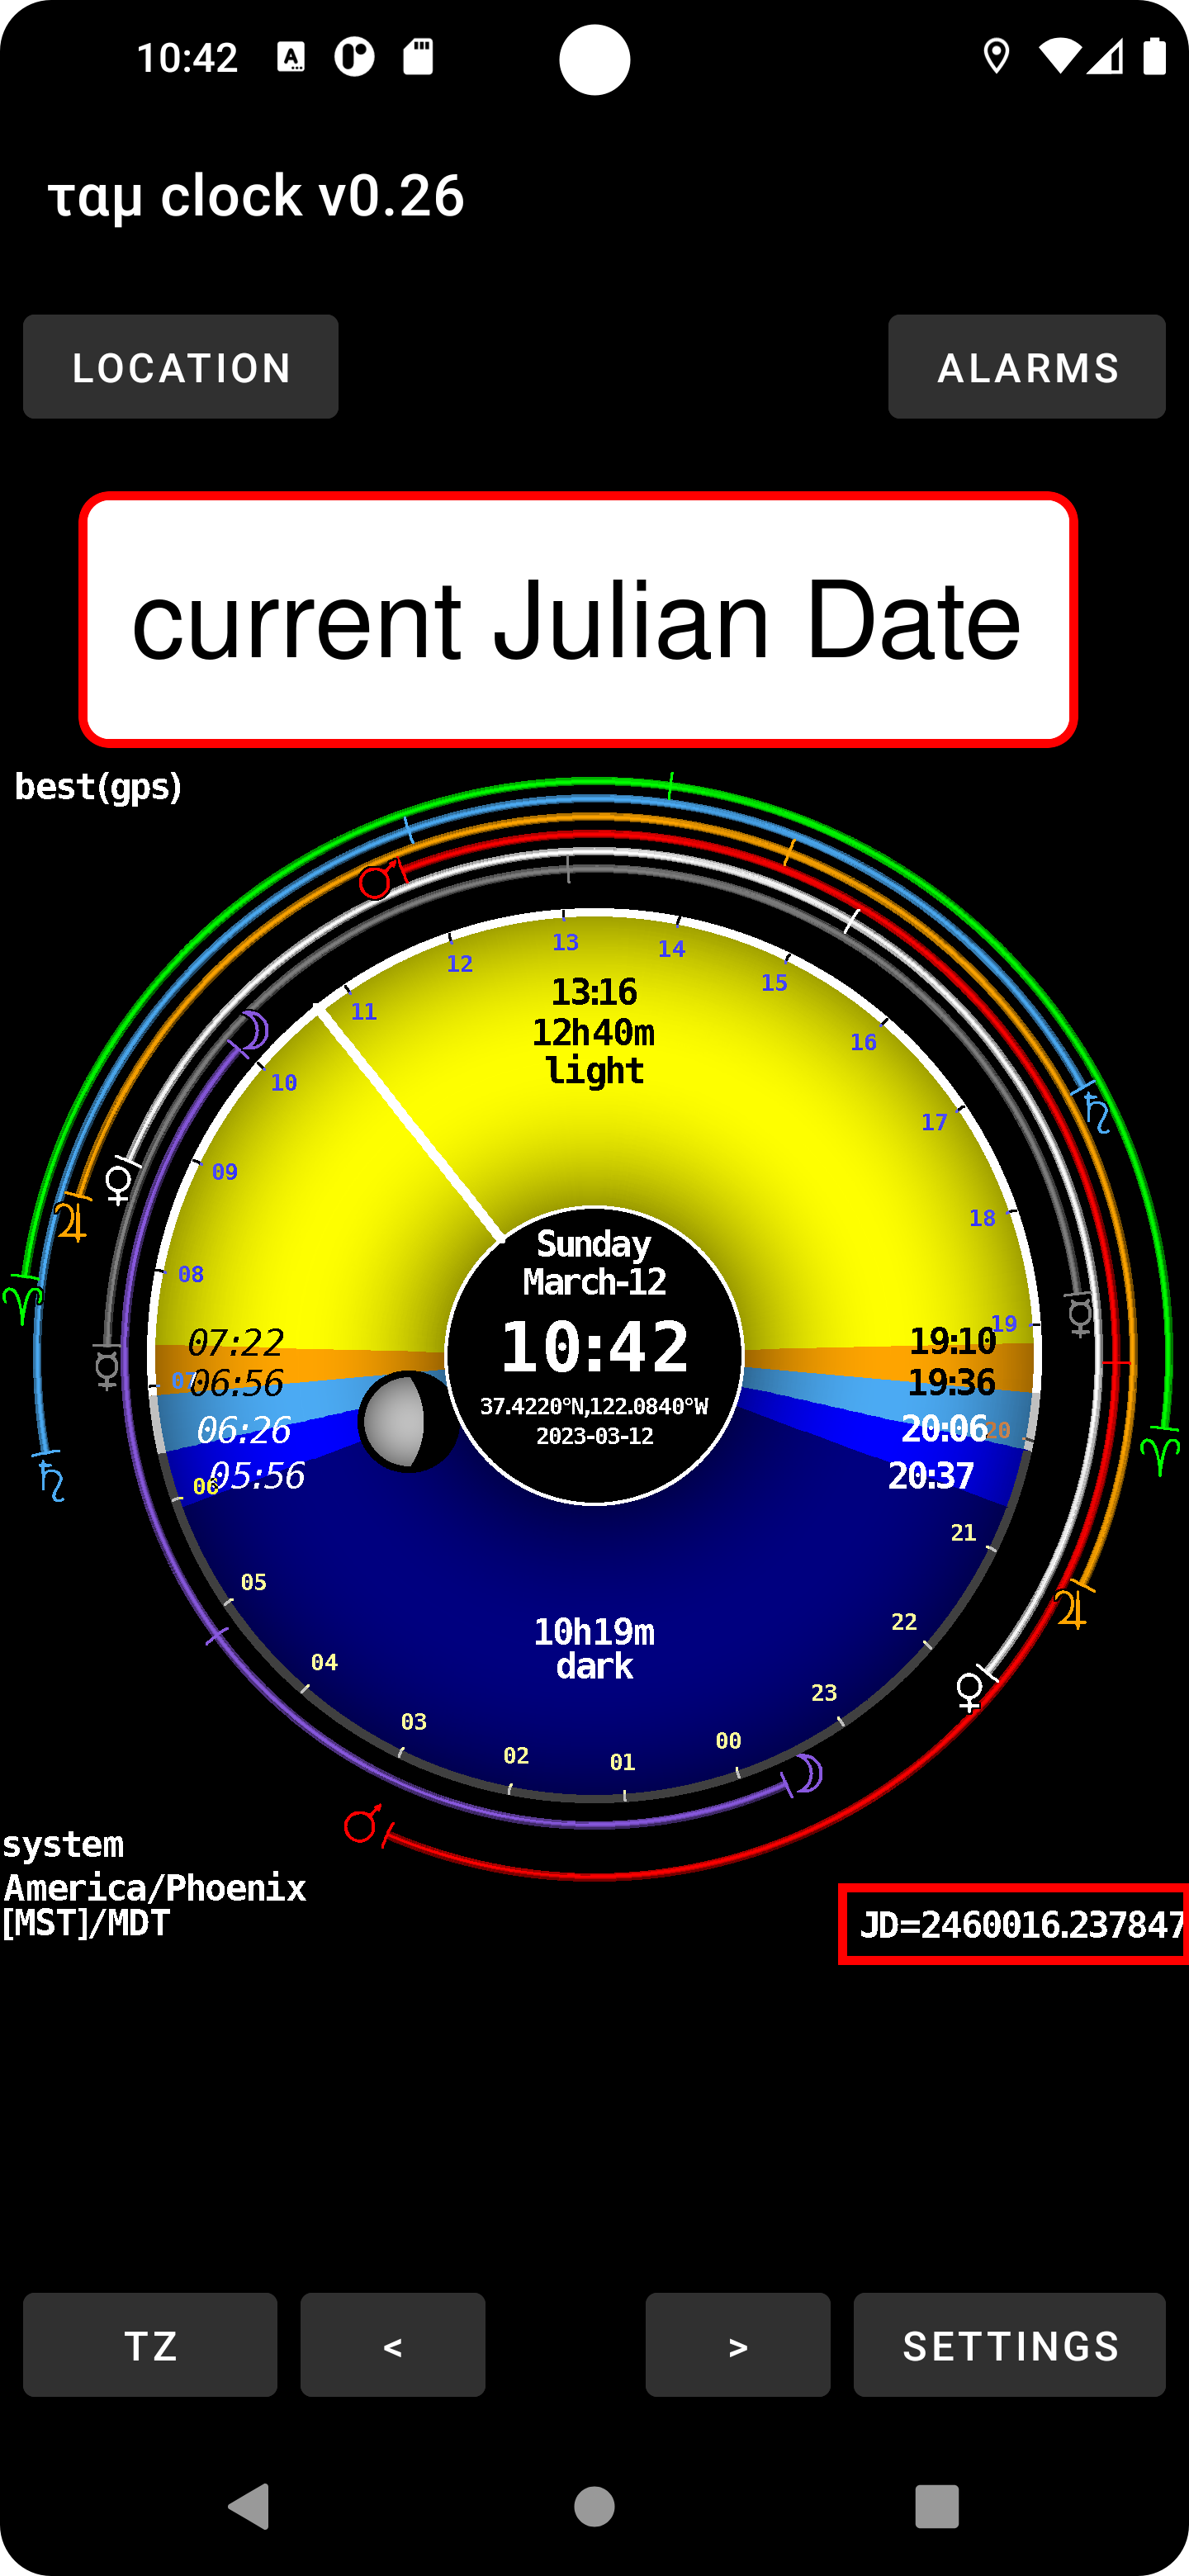 10:42
ταμ clock v0.26
LOCATION
ALARMS
current Julian Date
best(gps)
13
14
12
15
11
16
10
17
09
18
08
19
07
20
06
21
05
22
04
23
03
00
02
01
13:16
12h40m
light
Sunday
March-12
10:42
37.4220°N,122.0840°W
2023-03-12
07:22
06:56
06:26
05:56
19:10
19:36
20:06
20:37
10h19m
dark
system
America/Phoenix
[MST]/MDT
JD=2460016.237847
TZ
<
>
SETTINGS